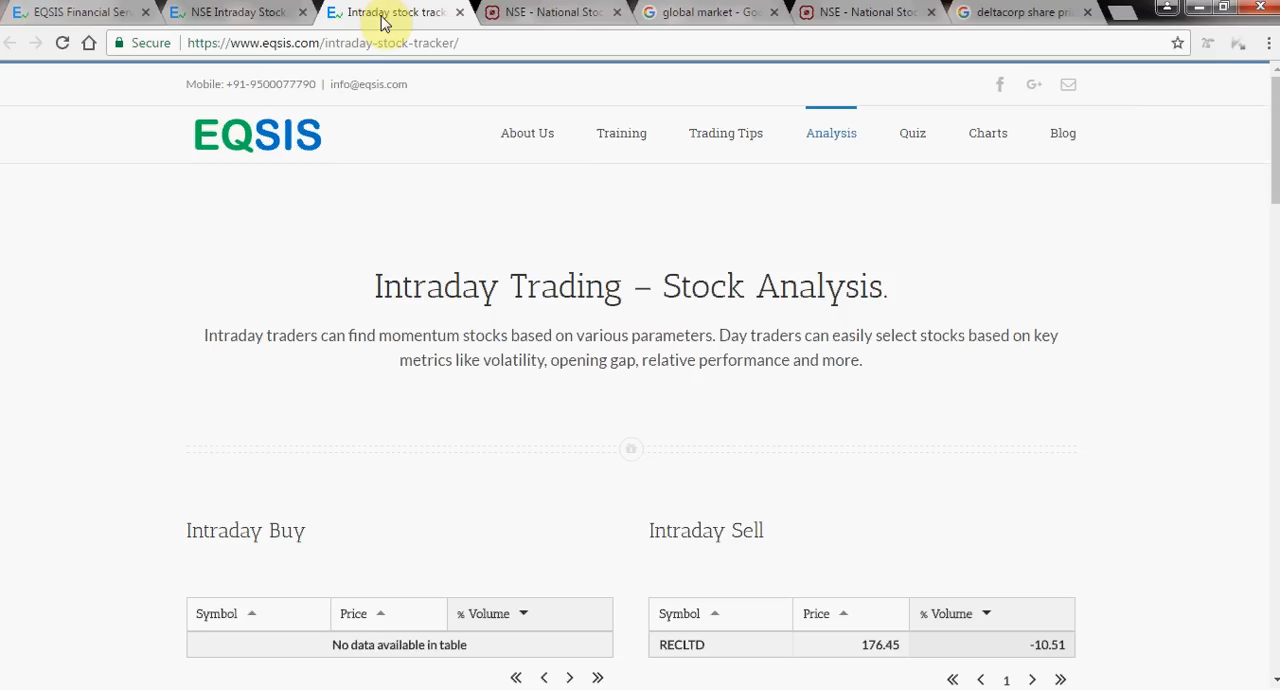 EQSIS Financial Serv
NSE Intraday Stock
Intraday stock track
NSE - National Stoc
global market - Goo
NSE - National Stoc
deltacorp share pric
Secure
https://www.eqsis.com/intraday-stock-tracker/
Mobile: +91-9500077790 | info@eqsis.com
G+
EQSIS
About Us
Training
Trading Tips
Analysis
Quiz
Charts
Blog
Intraday Trading – Stock Analysis.
Intraday traders can find momentum stocks based on various parameters. Day traders can easily select stocks based on key
metrics like volatility, opening gap, relative performance and more.
Intraday Buy
Intraday Sell
Symbol Price % Volume
No data available in table
Symbol Price % Volume
RECLTD 176.45 -10.51
« ‹ › »
« ‹ 1 › »